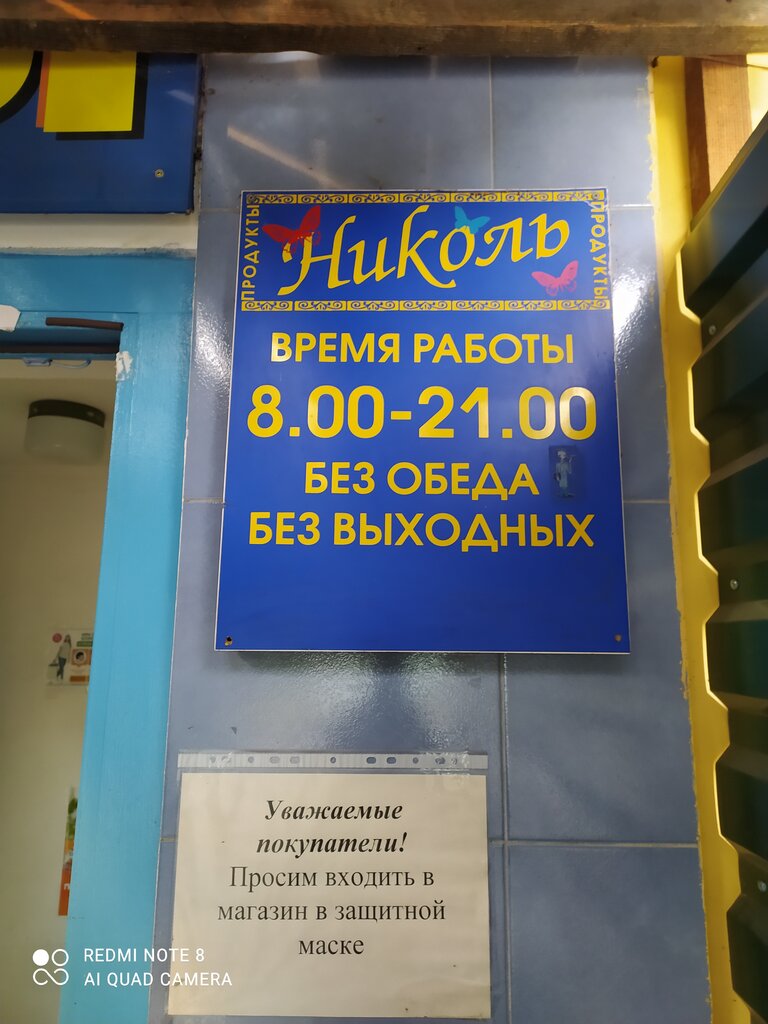 ПРОДУКТЫ
Николь
ПРОДУКТЫ
ВРЕМЯ РАБОТЫ
8.00-21.00
БЕЗ ОБЕДА
БЕЗ ВЫХОДНЫХ
Уважаемые
покупатели!
Просим входить в
магазин в защитной
маске
REDMI NOTE 8
AI QUAD CAMERA